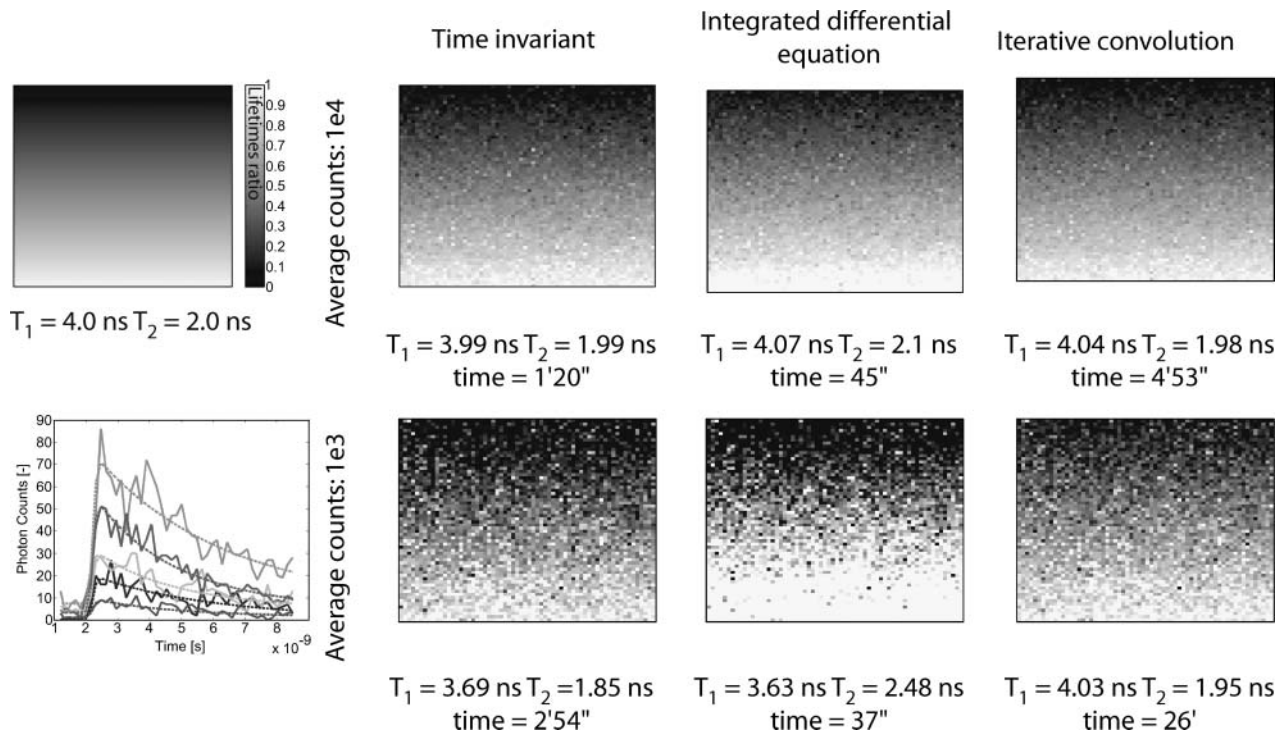 Time invariant
Integrated differential
equation
Iterative convolution
Lifetimes ratio
1
0.9
0.8
0.7
0.6
0.5
0.4
0.3
0.2
0.1
0
T1 = 4.0 ns T2 = 2.0 ns
Average counts: 1e4
T1 = 3.99 ns T2 = 1.99 ns
time = 1'20"
T1 = 4.07 ns T2 = 2.1 ns
time = 45"
T1 = 4.04 ns T2 = 1.98 ns
time = 4'53"
Photon Counts [-]
90
80
70
60
50
40
30
20
10
0
1 2 3 4 5 6 7 8
Time [s]
x 10^-9
Average counts: 1e3
T1 = 3.69 ns T2 =1.85 ns
time = 2'54"
T1 = 3.63 ns T2 = 2.48 ns
time = 37"
T1 = 4.03 ns T2 = 1.95 ns
time = 26'